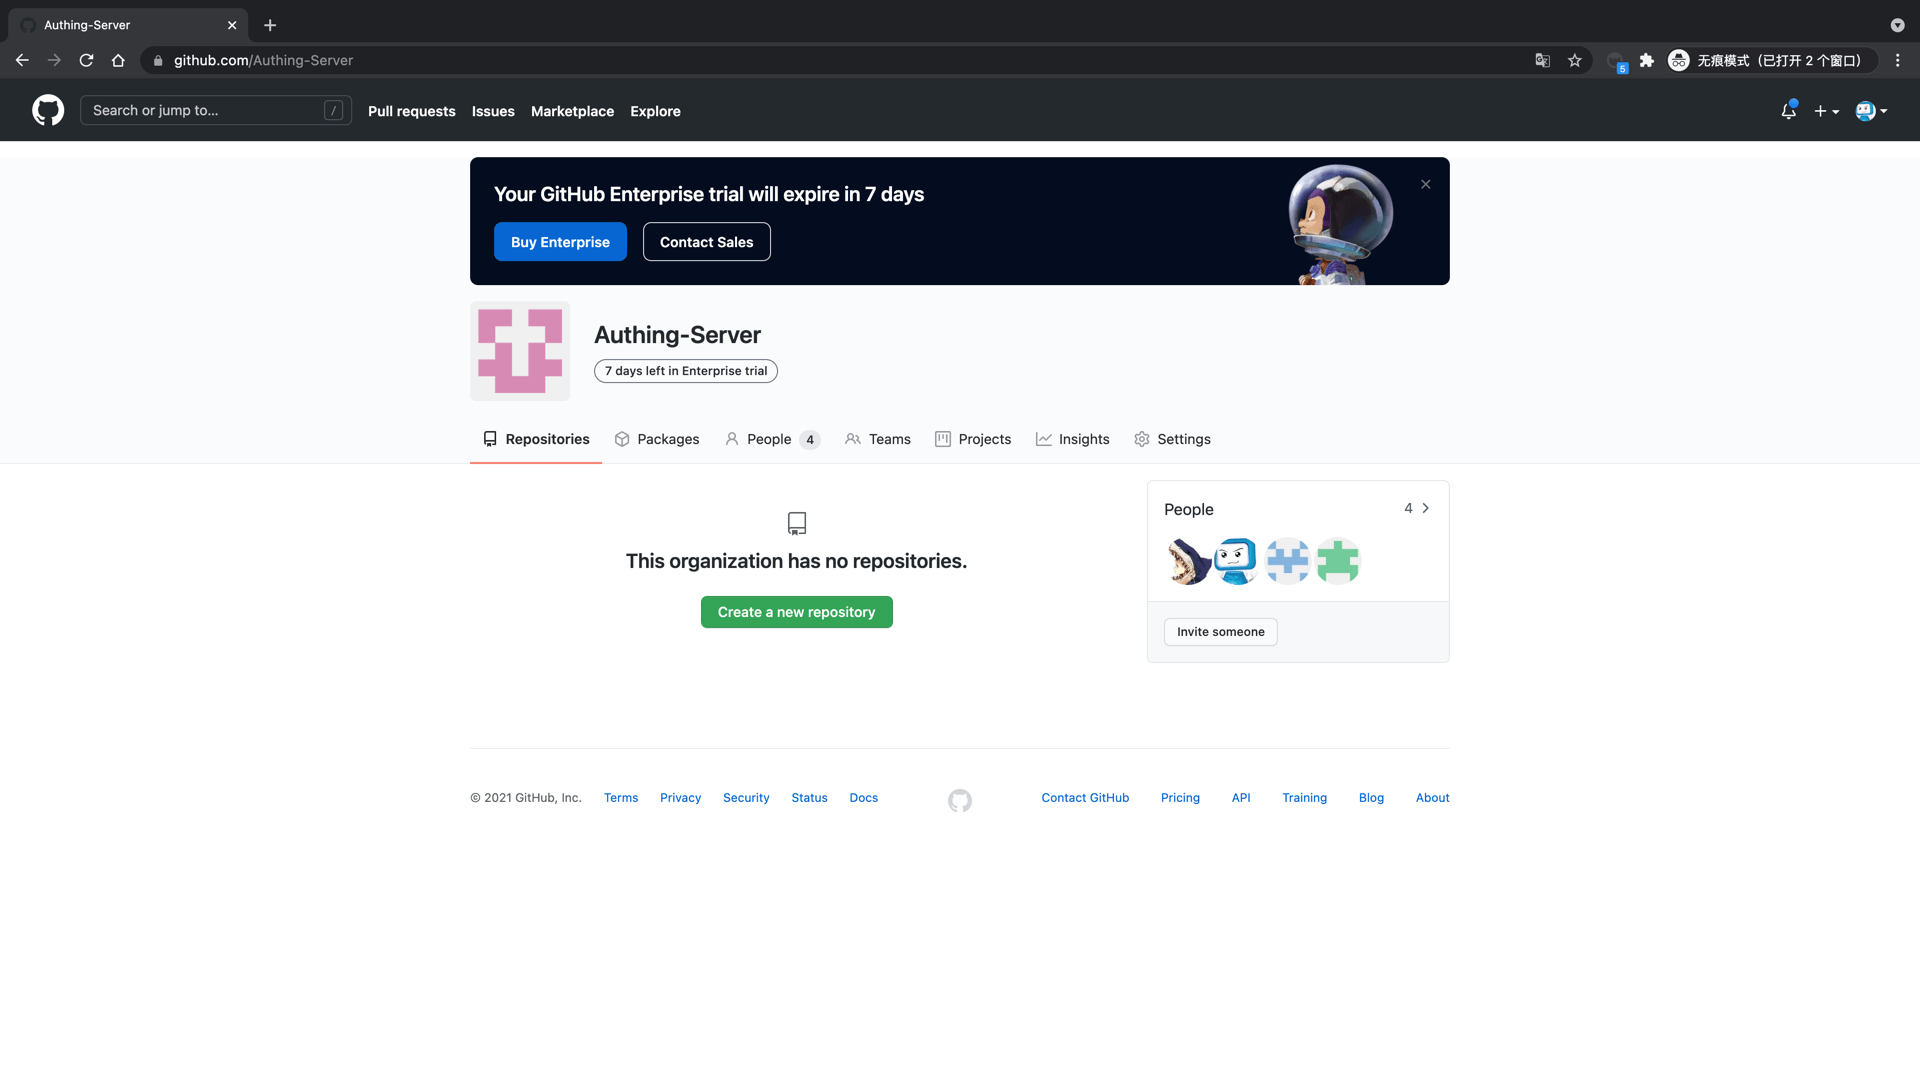 Authing-Server
github.com/Authing-Server
5
无痕模式（已打开 2 个窗口）
Search or jump to...
/
Pull requests
Issues
Marketplace
Explore
Your GitHub Enterprise trial will expire in 7 days
Buy Enterprise
Contact Sales
Authing-Server
7 days left in Enterprise trial
Repositories
Packages
People 4
Teams
Projects
Insights
Settings
This organization has no repositories.
Create a new repository
People
4
Invite someone
© 2021 GitHub, Inc.
Terms
Privacy
Security
Status
Docs
Contact GitHub
Pricing
API
Training
Blog
About